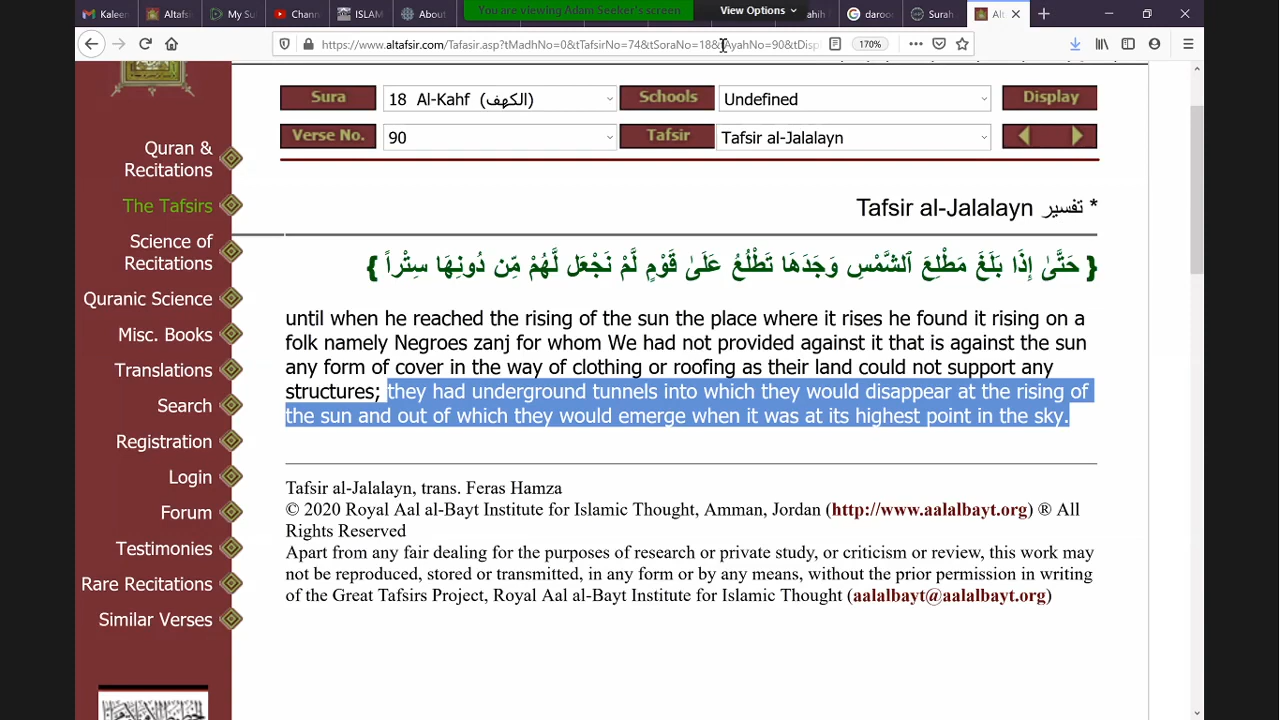 Kaleen
Altafsi
My Su
Chann
ISLAM
About
You are viewing Adam Seeker's screen
View Options
ahih
daroo
Surah
Alt
https://www.altafsir.com/Tafasir.asp?tMadhNo=0&tTafsirNo=74&tSoraNo=18&tAyahNo=90&tDispl
170%
Sura
18 Al-Kahf (الكهف)
Schools
Undefined
Display
Verse No.
90
Tafsir
Tafsir al-Jalalayn
Quran &
Recitations
The Tafsirs
Science of
Recitations
Quranic Science
Misc. Books
Translations
Search
Registration
Login
Forum
Testimonies
Rare Recitations
Similar Verses
Tafsir al-Jalalayn تفسير *
{ حَتَّىٰ إِذَا بَلَغَ مَطْلِعَ ٱلشَّمْسِ وَجَدَهَا تَطْلُعُ عَلَىٰ قَوْمٍ لَّمْ نَجْعَل لَّهُمْ مِّن دُونِهَا سِتْراً }
until when he reached the rising of the sun the place where it rises he found it rising on a
folk namely Negroes zanj for whom We had not provided against it that is against the sun
any form of cover in the way of clothing or roofing as their land could not support any
structures; they had underground tunnels into which they would disappear at the rising of
the sun and out of which they would emerge when it was at its highest point in the sky.
Tafsir al-Jalalayn, trans. Feras Hamza
© 2020 Royal Aal al-Bayt Institute for Islamic Thought, Amman, Jordan (http://www.aalalbayt.org) ® All
Rights Reserved
Apart from any fair dealing for the purposes of research or private study, or criticism or review, this work may
not be reproduced, stored or transmitted, in any form or by any means, without the prior permission in writing
of the Great Tafsirs Project, Royal Aal al-Bayt Institute for Islamic Thought (aalalbayt@aalalbayt.org)